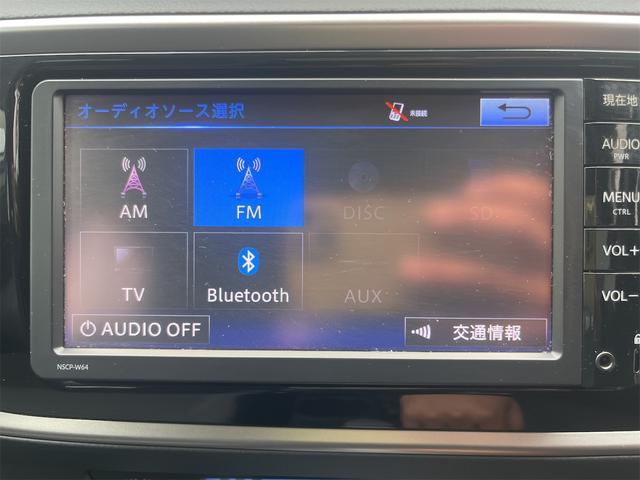 オーディオソース選択
未接続
AM
FM
DISC
SD
TV
Bluetooth
AUX
AUDIO OFF
交通情報
NSCP-W64
現在地
AUDIO
PWR
MENU
CTRL
VOL+
VOL−